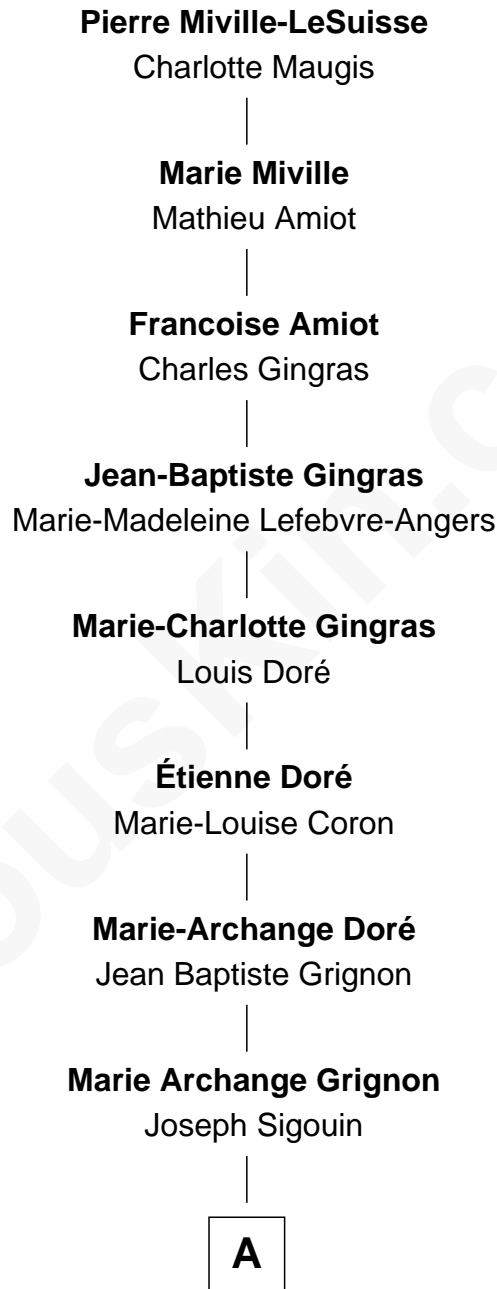 Pierre Miville-LeSuisse
Charlotte Maugis
Marie Miville
Mathieu Amiot
Francoise Amiot
Charles Gingras
Jean-Baptiste Gingras
Marie-Madeleine Lefebvre-Angers
Marie-Charlotte Gingras
Louis Doré
Étienne Doré
Marie-Louise Coron
Marie-Archange Doré
Jean Baptiste Grignon
Marie Archange Grignon
Joseph Sigouin
A